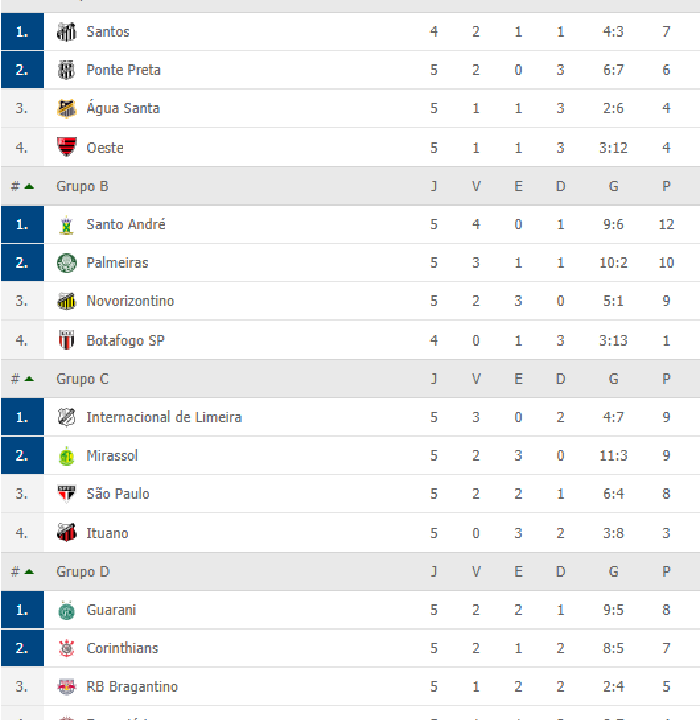 1. Santos 4 2 1 1 4:3 7
2. Ponte Preta 5 2 0 3 6:7 6
3. Água Santa 5 1 1 3 2:6 4
4. Oeste 5 1 1 3 3:12 4
# Grupo B J V E D G P
1. Santo André 5 4 0 1 9:6 12
2. Palmeiras 5 3 1 1 10:2 10
3. Novorizontino 5 2 3 0 5:1 9
4. Botafogo SP 4 0 1 3 3:13 1
# Grupo C J V E D G P
1. Internacional de Limeira 5 3 0 2 4:7 9
2. Mirassol 5 2 3 0 11:3 9
3. São Paulo 5 2 2 1 6:4 8
4. Ituano 5 0 3 2 3:8 3
# Grupo D J V E D G P
1. Guarani 5 2 2 1 9:5 8
2. Corinthians 5 2 1 2 8:5 7
3. RB Bragantino 5 1 2 2 2:4 5